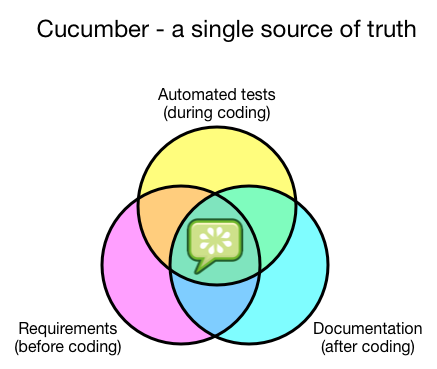 Cucumber - a single source of truth
Automated tests
(during coding)
Requirements
(before coding)
Documentation
(after coding)